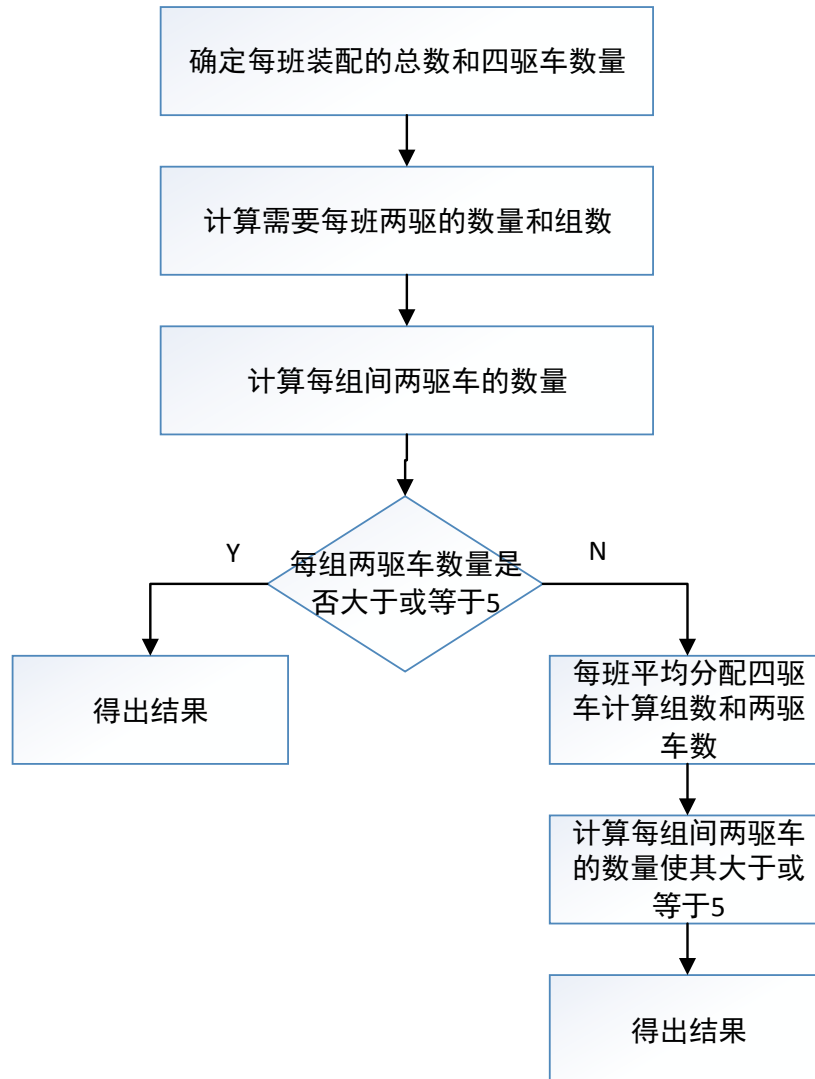 确定每班装配的总数和四驱车数量
计算需要每班两驱的数量和组数
计算每组间两驱车的数量
每组两驱车数量是
否大于或等于5
Y
N
得出结果
每班平均分配四驱
车计算组数和两驱
车数
计算每组间两驱车
的数量使其大于或
等于5
得出结果